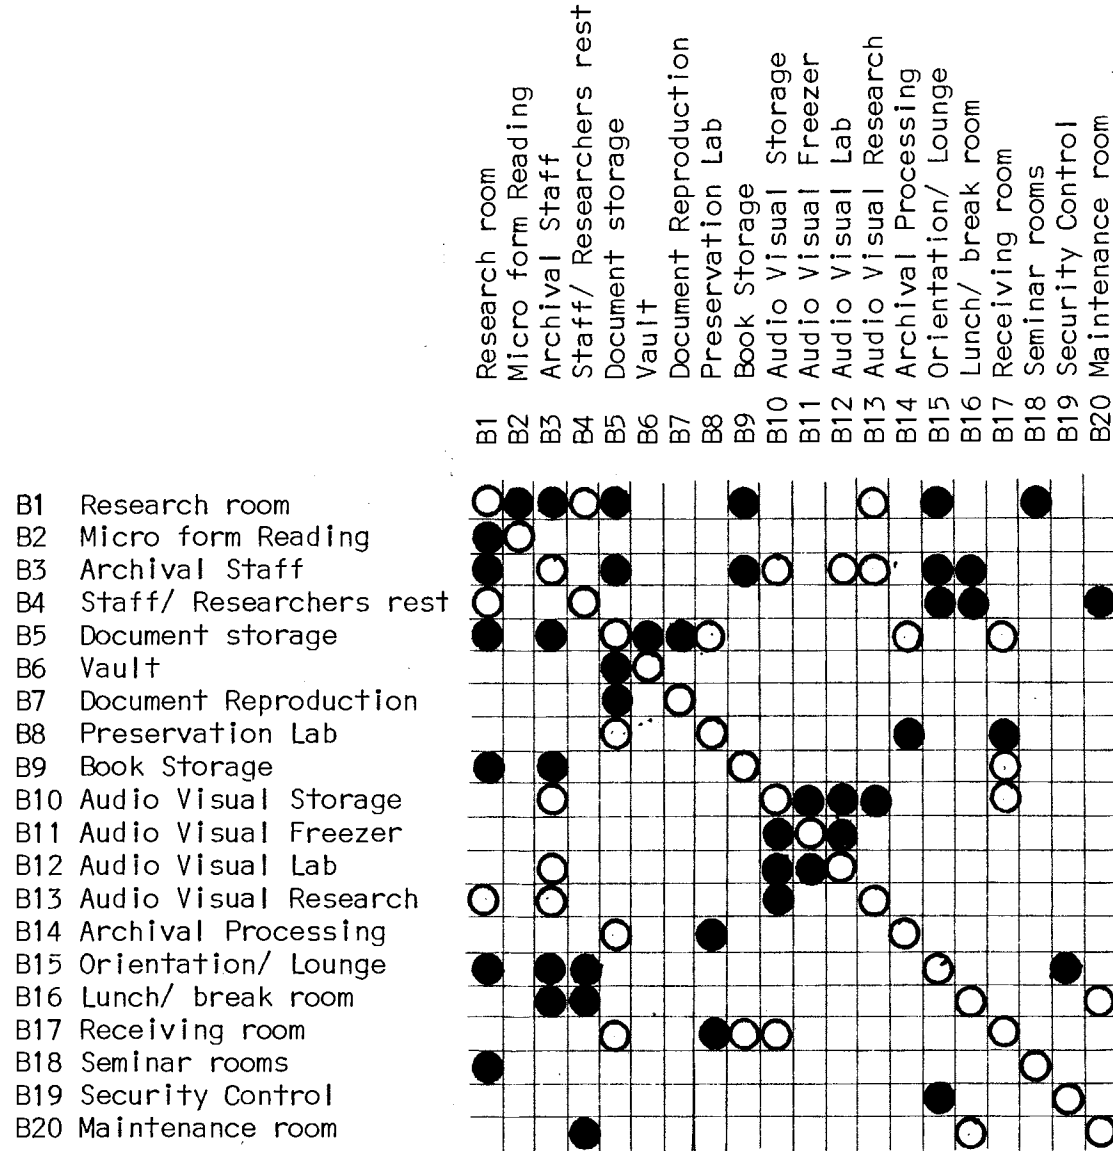 B1 Research room
B2 Micro form Reading
B3 Archival Staff
B4 Staff/ Researchers rest
B5 Document storage
B6 Vault
B7 Document Reproduction
B8 Preservation Lab
B9 Book Storage
B10 Audio Visual Storage
B11 Audio Visual Freezer
B12 Audio Visual Lab
B13 Audio Visual Research
B14 Archival Processing
B15 Orientation/ Lounge
B16 Lunch/ break room
B17 Receiving room
B18 Seminar rooms
B19 Security Control
B20 Maintenance room
B1 Research room
B2 Micro form Reading
B3 Archival Staff
B4 Staff/ Researchers rest
B5 Document storage
B6 Vault
B7 Document Reproduction
B8 Preservation Lab
B9 Book Storage
B10 Audio Visual Storage
B11 Audio Visual Freezer
B12 Audio Visual Lab
B13 Audio Visual Research
B14 Archival Processing
B15 Orientation/ Lounge
B16 Lunch/ break room
B17 Receiving room
B18 Seminar rooms
B19 Security Control
B20 Maintenance room